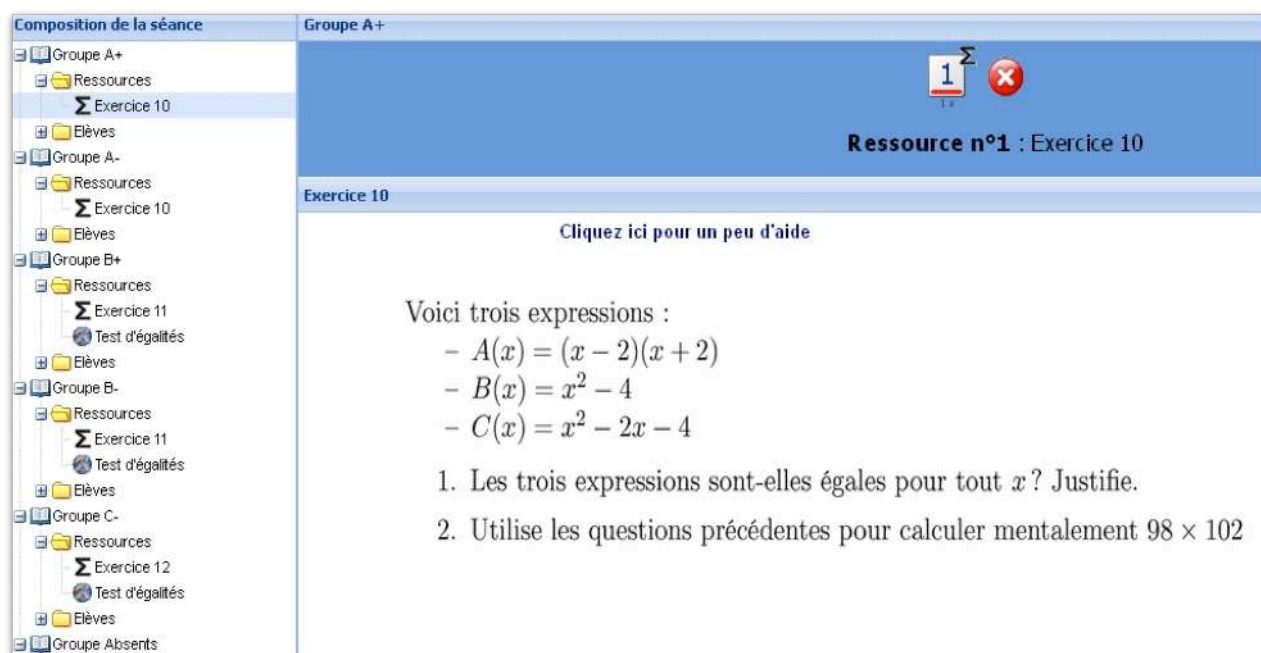 Composition de la séance
Groupe A+
Ressources
Σ Exercice 10
Elèves
Groupe A-
Ressources
Σ Exercice 10
Elèves
Groupe B+
Ressources
Σ Exercice 11
Test d'égalités
Elèves
Groupe B-
Ressources
Σ Exercice 11
Test d'égalités
Elèves
Groupe C-
Ressources
Σ Exercice 12
Test d'égalités
Elèves
Groupe Absents
Groupe A+
1 Σ
Ressource n°1 : Exercice 10
Exercice 10
Cliquez ici pour un peu d'aide
Voici trois expressions :
– A(x) = (x − 2)(x + 2)
– B(x) = x² − 4
– C(x) = x² − 2x − 4
1. Les trois expressions sont-elles égales pour tout x ? Justifie.
2. Utilise les questions précédentes pour calculer mentalement 98 × 102